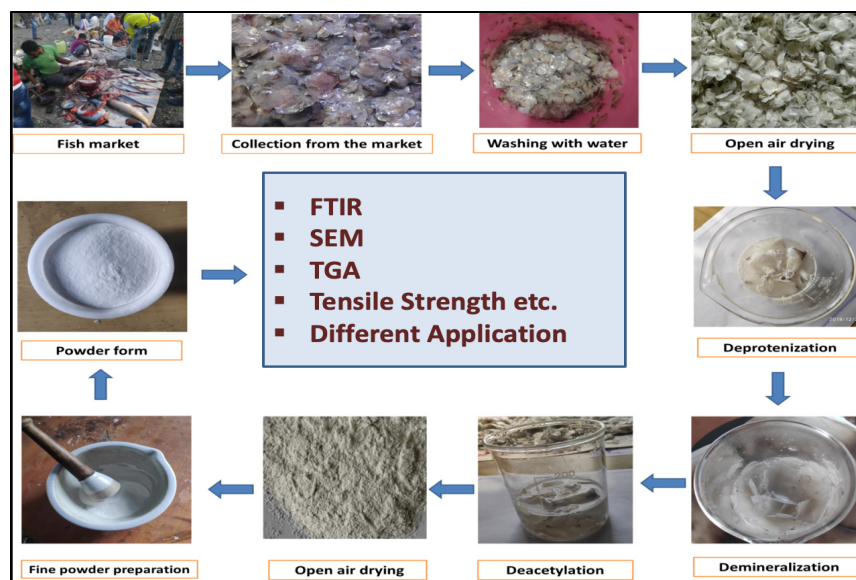 Fish market
Collection from the market
Washing with water
Open air drying
▪ FTIR
▪ SEM
▪ TGA
▪ Tensile Strength etc.
▪ Different Application
Powder form
Deprotenization
Fine powder preparation
Open air drying
Deacetylation
Demineralization